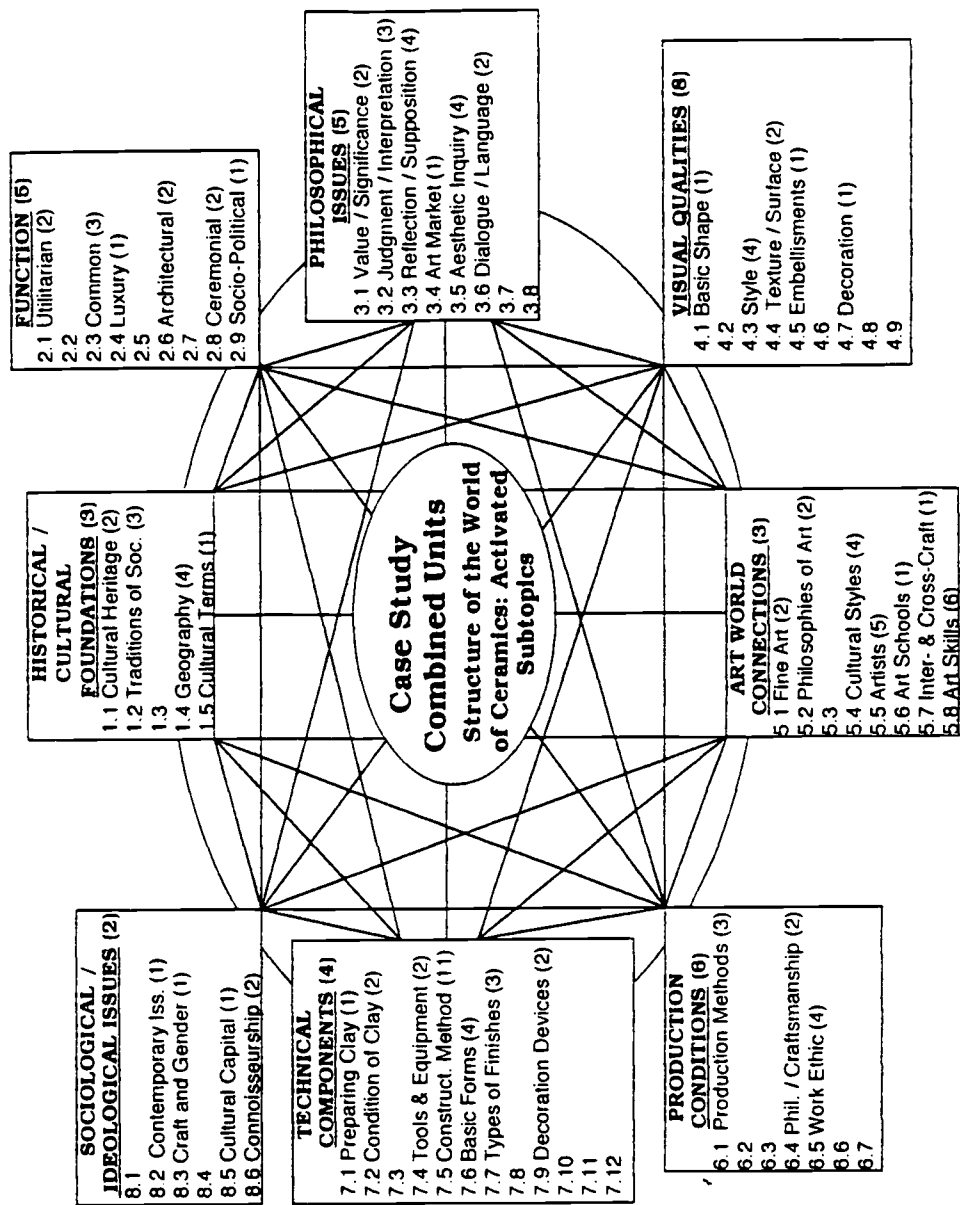 SOCIOLOGICAL /
IDEOLOGICAL ISSUES (2)
8.1
8.2 Contemporary Iss. (1)
8.3 Craft and Gender (1)
8.4
8.5 Cultural Capital (1)
8.6 Connoisseurship (2)
HISTORICAL /
CULTURAL
FOUNDATIONS (3)
1.1 Cultural Heritage (2)
1.2 Traditions of Soc. (3)
1.3
1.4 Geography (4)
1.5 Cultural Terms (1)
FUNCTION (5)
2.1 Utilitarian (2)
2.2
2.3 Common (3)
2.4 Luxury (1)
2.5
2.6 Architectural (2)
2.7
2.8 Ceremonial (2)
2.9 Socio-Political (1)
TECHNICAL
COMPONENTS (4)
7.1 Preparing Clay (1)
7.2 Condition of Clay (2)
7.3
7.4 Tools & Equipment (2)
7.5 Construct. Method (11)
7.6 Basic Forms (4)
7.7 Types of Finishes (3)
7.8
7.9 Decoration Devices (2)
7.10
7.11
7.12
Case Study
Combined Units
Structure of the World
of Ceramics: Activated
Subtopics
PHILOSOPHICAL
ISSUES (5)
3.1 Value / Significance (2)
3.2 Judgment / Interpretation (3)
3.3 Reflection / Supposition (4)
3.4 Art Market (1)
3.5 Aesthetic Inquiry (4)
3.6 Dialogue / Language (2)
3.7
3.8
PRODUCTION
CONDITIONS (6)
6.1 Production Methods (3)
6.2
6.3
6.4 Phil. / Craftsmanship (2)
6.5 Work Ethic (4)
6.6
6.7
ART WORLD
CONNECTIONS (3)
5.1 Fine Art (2)
5.2 Philosophies of Art (2)
5.3
5.4 Cultural Styles (4)
5.5 Artists (5)
5.6 Art Schools (1)
5.7 Inter- & Cross-Craft (1)
5.8 Art Skills (6)
VISUAL QUALITIES (8)
4.1 Basic Shape (1)
4.2
4.3 Style (4)
4.4 Texture / Surface (2)
4.5 Embellisments (1)
4.6
4.7 Decoration (1)
4.8
4.9